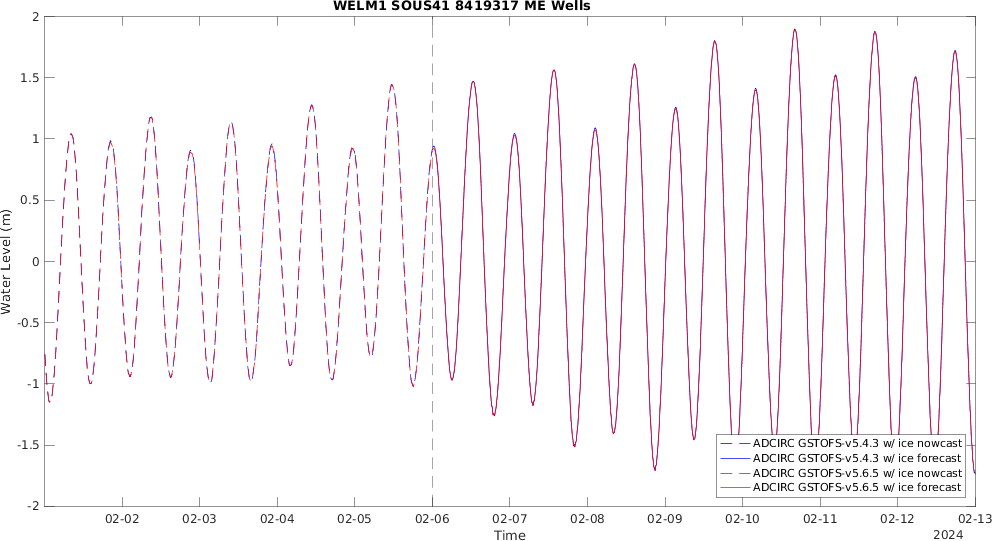 WELM1 SOUS41 8419317 ME Wells
Water Level (m)
2
1.5
1
0.5
0
-0.5
-1
-1.5
-2
ADCIRC GSTOFS-v5.4.3 w/ ice nowcast
ADCIRC GSTOFS-v5.4.3 w/ ice forecast
ADCIRC GSTOFS-v5.6.5 w/ ice nowcast
ADCIRC GSTOFS-v5.6.5 w/ ice forecast
02-02 02-03 02-04 02-05 02-06 02-07 02-08 02-09 02-10 02-11 02-12 02-13
Time
2024